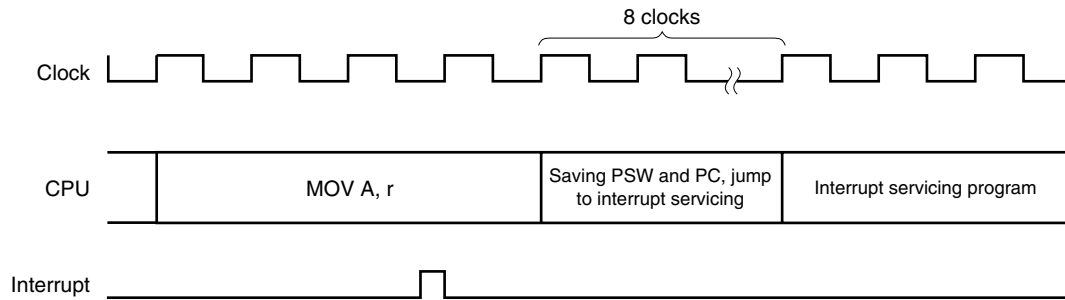 8 clocks
Clock
CPU
MOV A, r
Saving PSW and PC, jump
to interrupt servicing
Interrupt servicing program
Interrupt